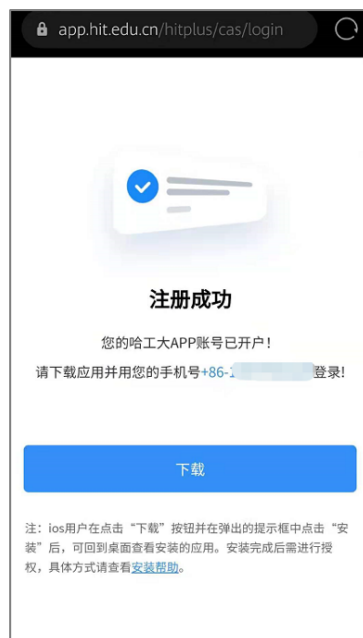 app.hit.edu.cn/hitplus/cas/login
注册成功
您的哈工大APP账号已开户！
请下载应用并用您的手机号+86-1 登录!
下载
注：ios用户在点击“下载”按钮并在弹出的提示框中点击“安
装”后，可回到桌面查看安装的应用。安装完成后需进行授
权，具体方式请查看安装帮助。